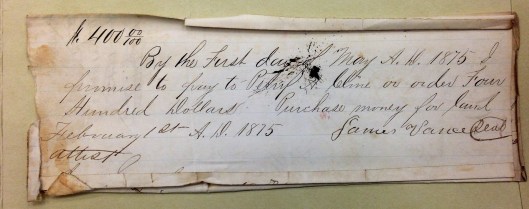 $. 400 00/100
By the First day of May A.D. 1875 I
promise to pay to Peter Cline or order Four
Hundred Dollars. Purchase money for land
February 1st A.D. 1875 James Vance Seal
attest